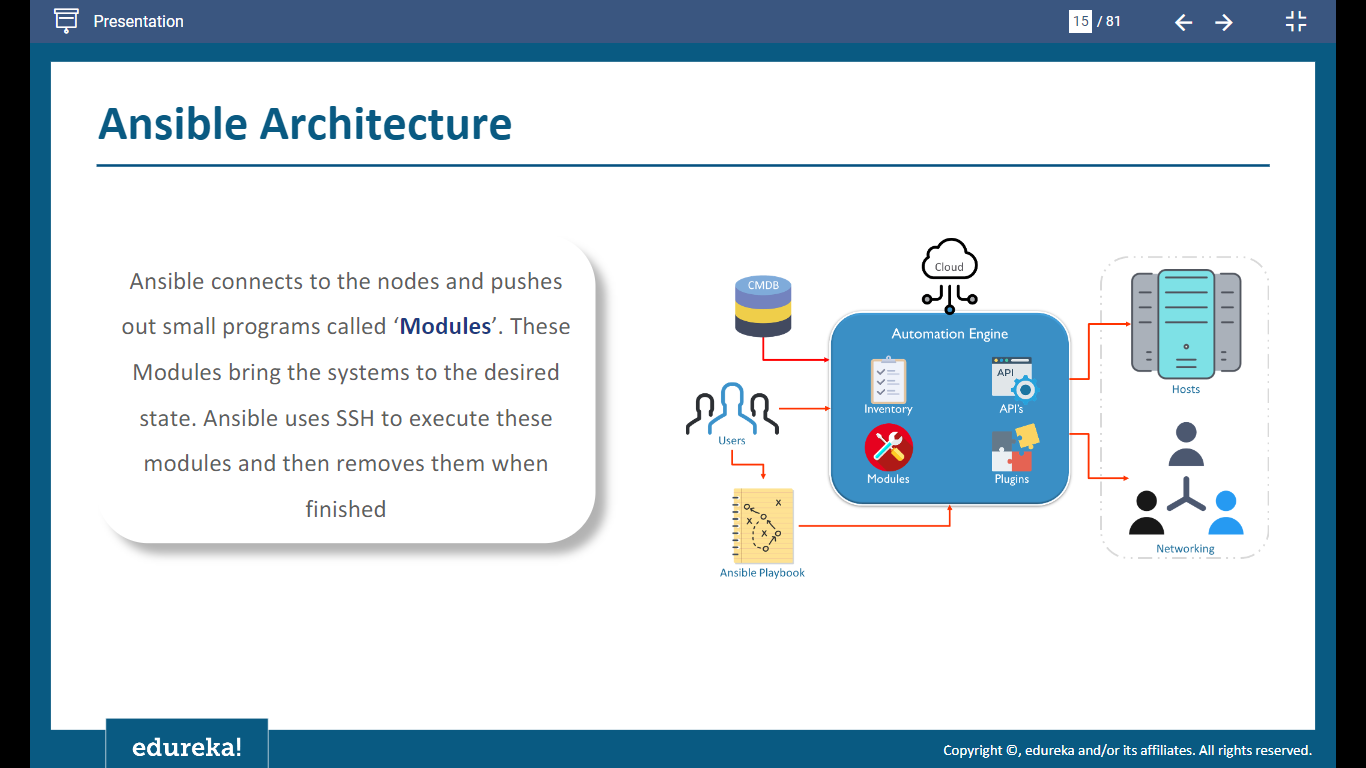 Presentation
15 / 81
Ansible Architecture
Ansible connects to the nodes and pushes
out small programs called ‘Modules’. These
Modules bring the systems to the desired
state. Ansible uses SSH to execute these
modules and then removes them when
finished
Cloud
CMDB
Automation Engine
API
Inventory
API's
Modules
Plugins
Users
Ansible Playbook
x
x
x
Hosts
Networking
edureka!
Copyright ©, edureka and/or its affiliates. All rights reserved.